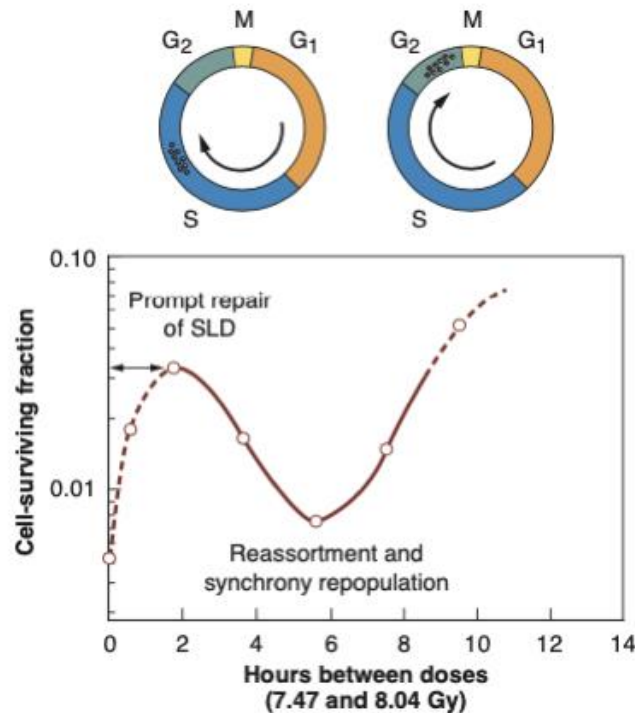 M
G2
G1
S
M
G2
G1
S
0.10
Prompt repair
of SLD
Cell-surviving fraction
0.01
Reassortment and
synchrony repopulation
0 2 4 6 8 10 12 14
Hours between doses
(7.47 and 8.04 Gy)